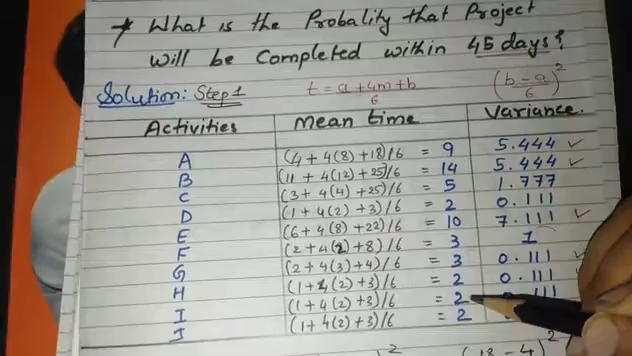 * What is the Probality that Project
will be Completed within 45 days?
Solution: Step 1 t = a+4m+b / 6 (b-a / 6)²
Activities Mean time Variance.
A (4 + 4(8) +18)/6 = 9 5.444 ✓
B (11 + 4(12) +25)/6 = 14 5.444 ✓
C (3 + 4(4) +25)/6 = 5 1.777
D (1 + 4(2) +3)/6 = 2 0.111
E (6 + 4(8) +22)/6 = 10 7.111 ✓
F (2 + 4(2) +8)/6 = 3 1
G (2 + 4(3) +4)/6 = 3 0.111 ✓
H (1 + 4(2) +3)/6 = 2 0.111
I (1 + 4(2) +3)/6 = 2
J (1 + 4(2) +3)/6 = 2
(18-4)²